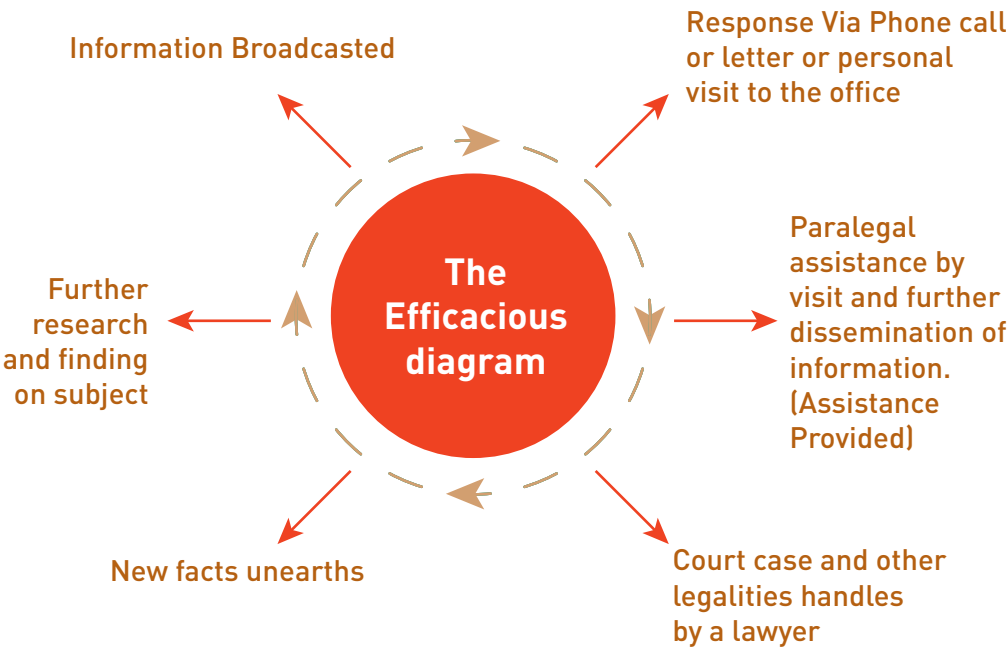 Information Broadcasted
Response Via Phone call
or letter or personal
visit to the office
The
Efficacious
diagram
Paralegal
assistance by
visit and further
dissemination of
information.
(Assistance
Provided)
Further
research
and finding
on subject
New facts unearths
Court case and other
legalities handles
by a lawyer